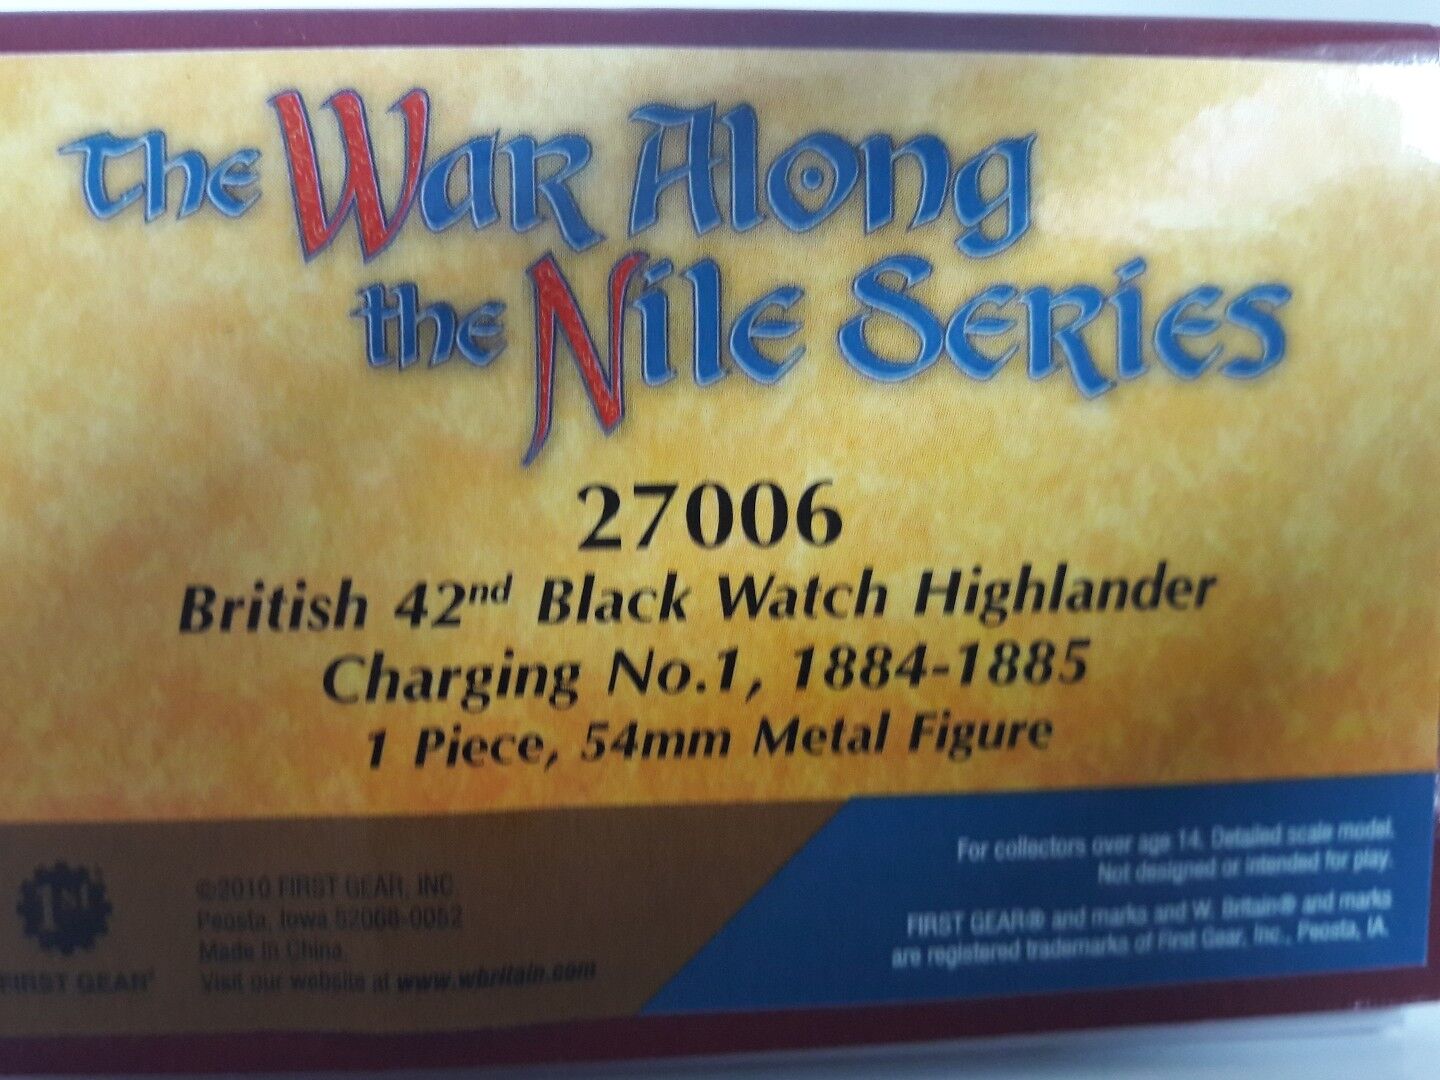 The War Along
the Nile Series
27006
British 42nd Black Watch Highlander
Charging No.1, 1884-1885
1 Piece, 54mm Metal Figure
For collectors over age 14. Detailed scale model.
Not designed or intended for play.
FIRST GEAR® and marks and W. Britain® and marks
are registered trademarks of First Gear, Inc., Peosta, IA.
1ST
FIRST GEAR
©2010 FIRST GEAR, INC.
Peosta, Iowa 52068-0052
Made in China.
Visit our website at www.wbritain.com